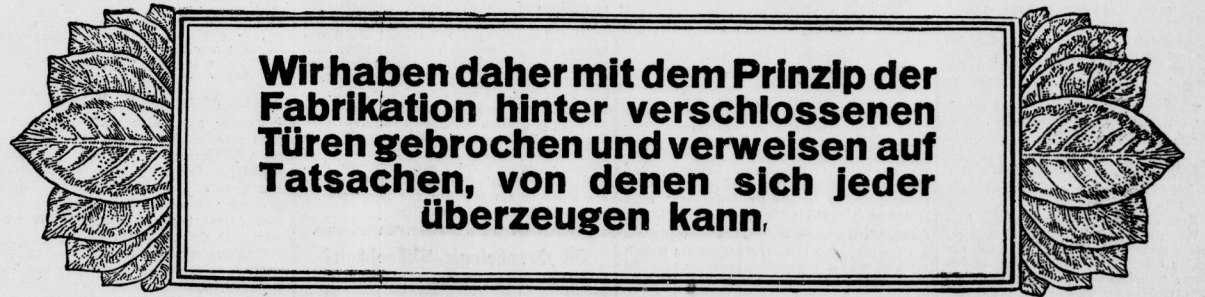 Wir haben daher mit dem Prinzip der
Fabrikation hinter verschlossenen
Türen gebrochen und verweisen auf
Tatsachen, von denen sich jeder
überzeugen kann,